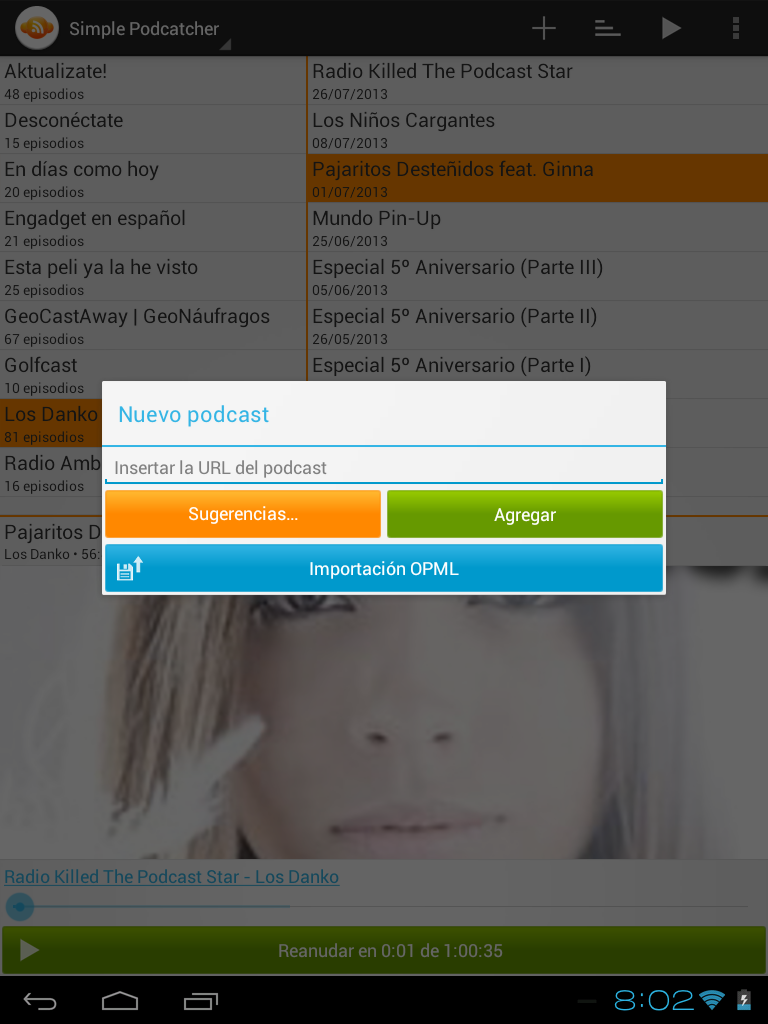 Simple Podcatcher
Aktualizate!
48 episodios
Desconéctate
15 episodios
En días como hoy
20 episodios
Engadget en español
21 episodios
Esta peli ya la he visto
25 episodios
GeoCastAway | GeoNáufragos
67 episodios
Golfcast
10 episodios
Los Danko
81 episodios
Radio Amb
16 episodios
Radio Killed The Podcast Star
26/07/2013
Los Niños Cargantes
08/07/2013
Pajaritos Desteñidos feat. Ginna
01/07/2013
Mundo Pin-Up
25/06/2013
Especial 5º Aniversario (Parte III)
05/06/2013
Especial 5º Aniversario (Parte II)
26/05/2013
Especial 5º Aniversario (Parte I)
Nuevo podcast
Insertar la URL del podcast
Sugerencias...
Agregar
Importación OPML
Pajaritos D
Los Danko • 56:
Radio Killed The Podcast Star - Los Danko
Reanudar en 0:01 de 1:00:35
8:02